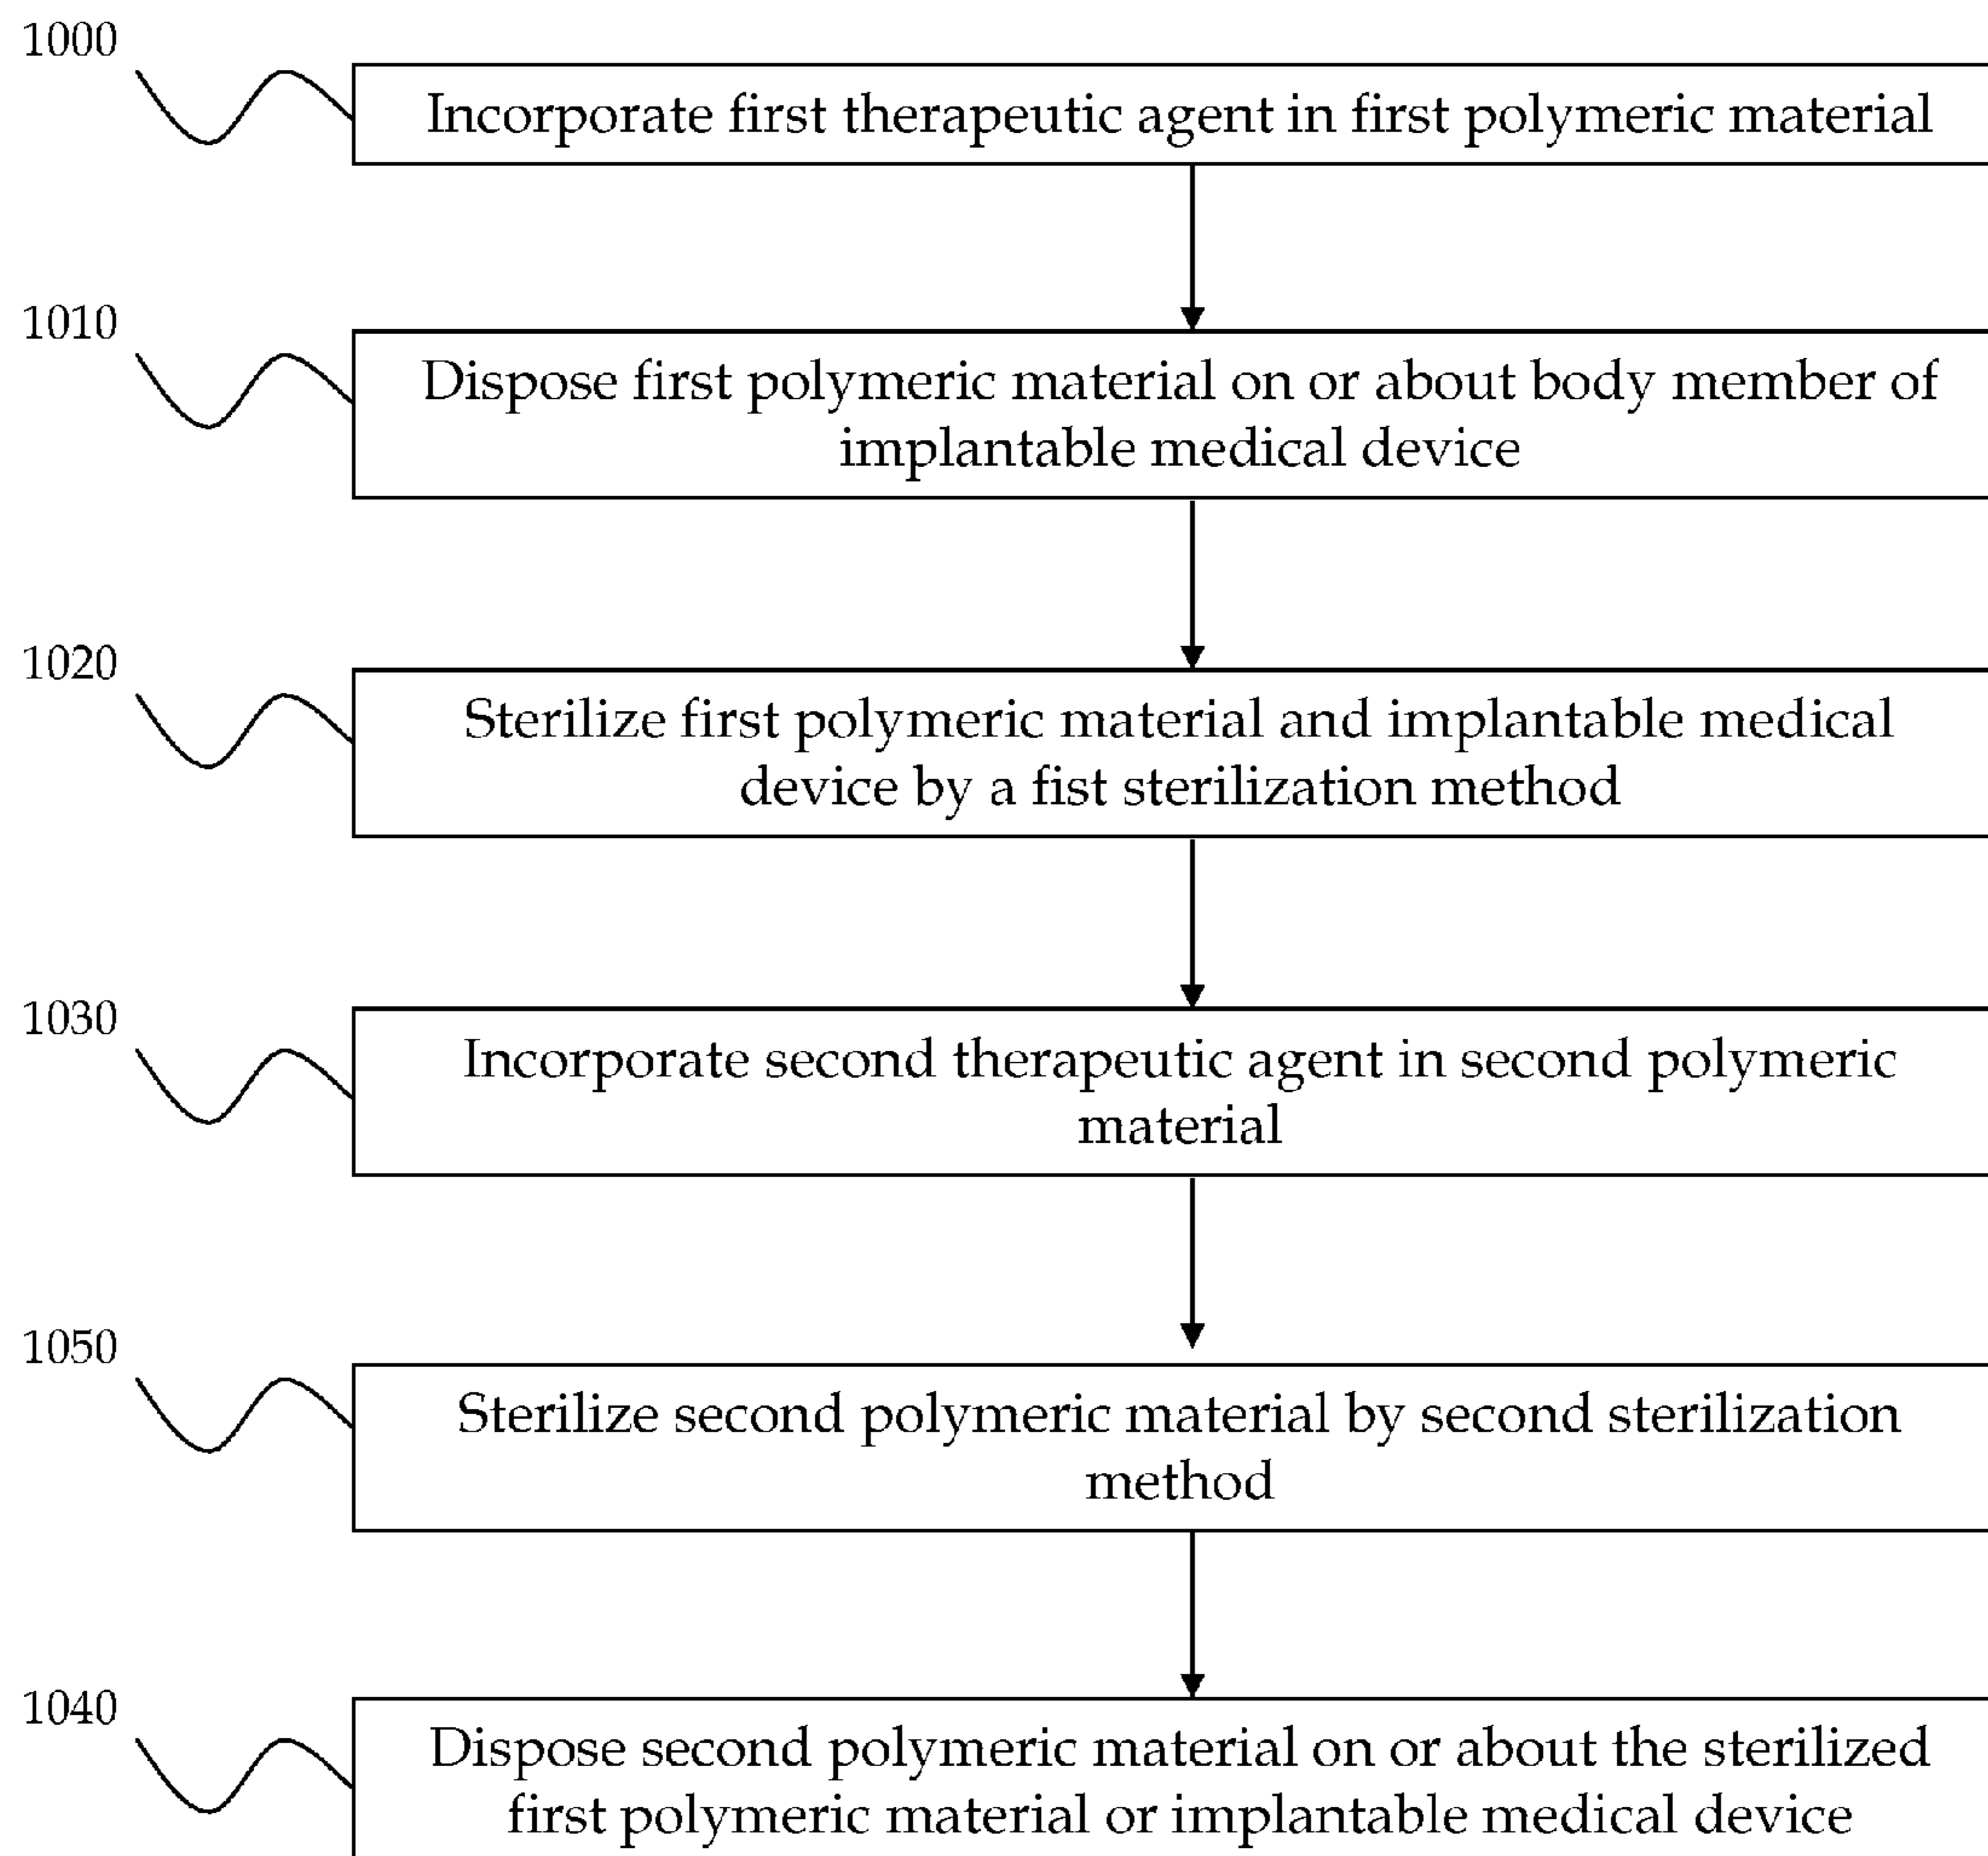 1000
Incorporate first therapeutic agent in first polymeric material
1010
Dispose first polymeric material on or about body member of
implantable medical device
1020
Sterilize first polymeric material and implantable medical
device by a fist sterilization method
1030
Incorporate second therapeutic agent in second polymeric
material
1050
Sterilize second polymeric material by second sterilization
method
1040
Dispose second polymeric material on or about the sterilized
first polymeric material or implantable medical device